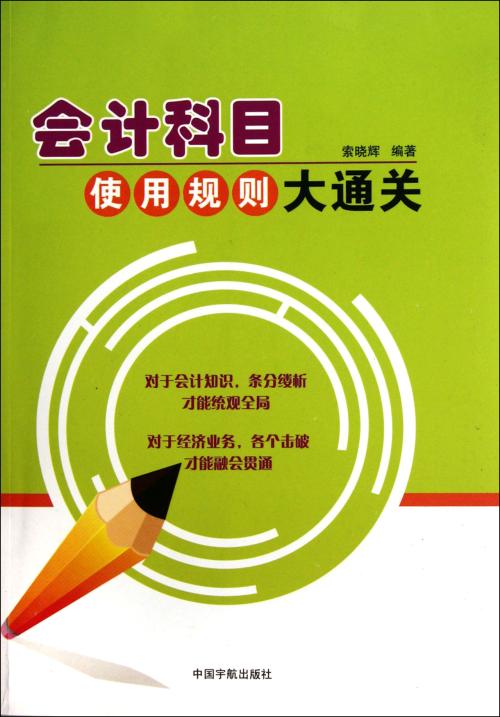 会计科目
索晓辉 编著
使用规则大通关
对于会计知识，条分缕析
才能统观全局
对于经济业务，各个击破
才能融会贯通
中国宇航出版社